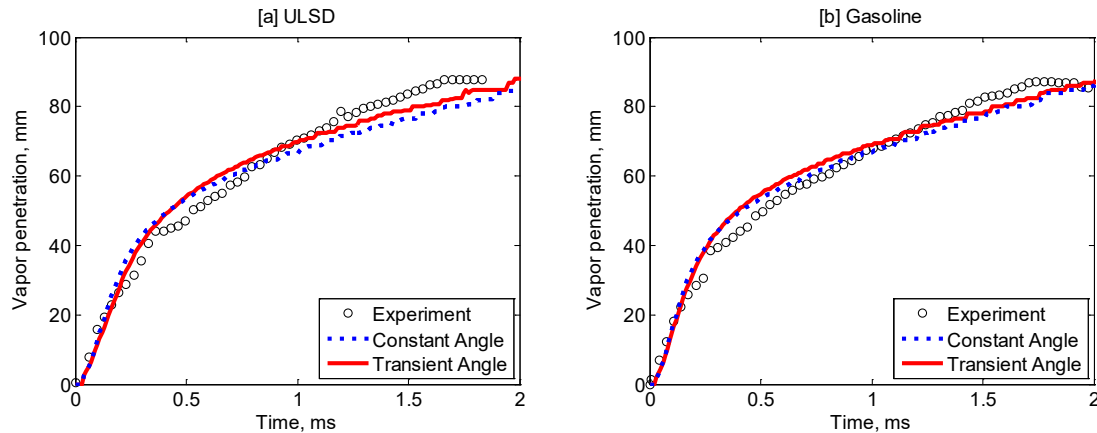 [a] ULSD
100
80
60
40
20
0
Vapor penetration, mm
Experiment
Constant Angle
Transient Angle
0
0.5
1
1.5
2
Time, ms
[b] Gasoline
100
80
60
40
20
0
Vapor penetration, mm
Experiment
Constant Angle
Transient Angle
0
0.5
1
1.5
2
Time, ms